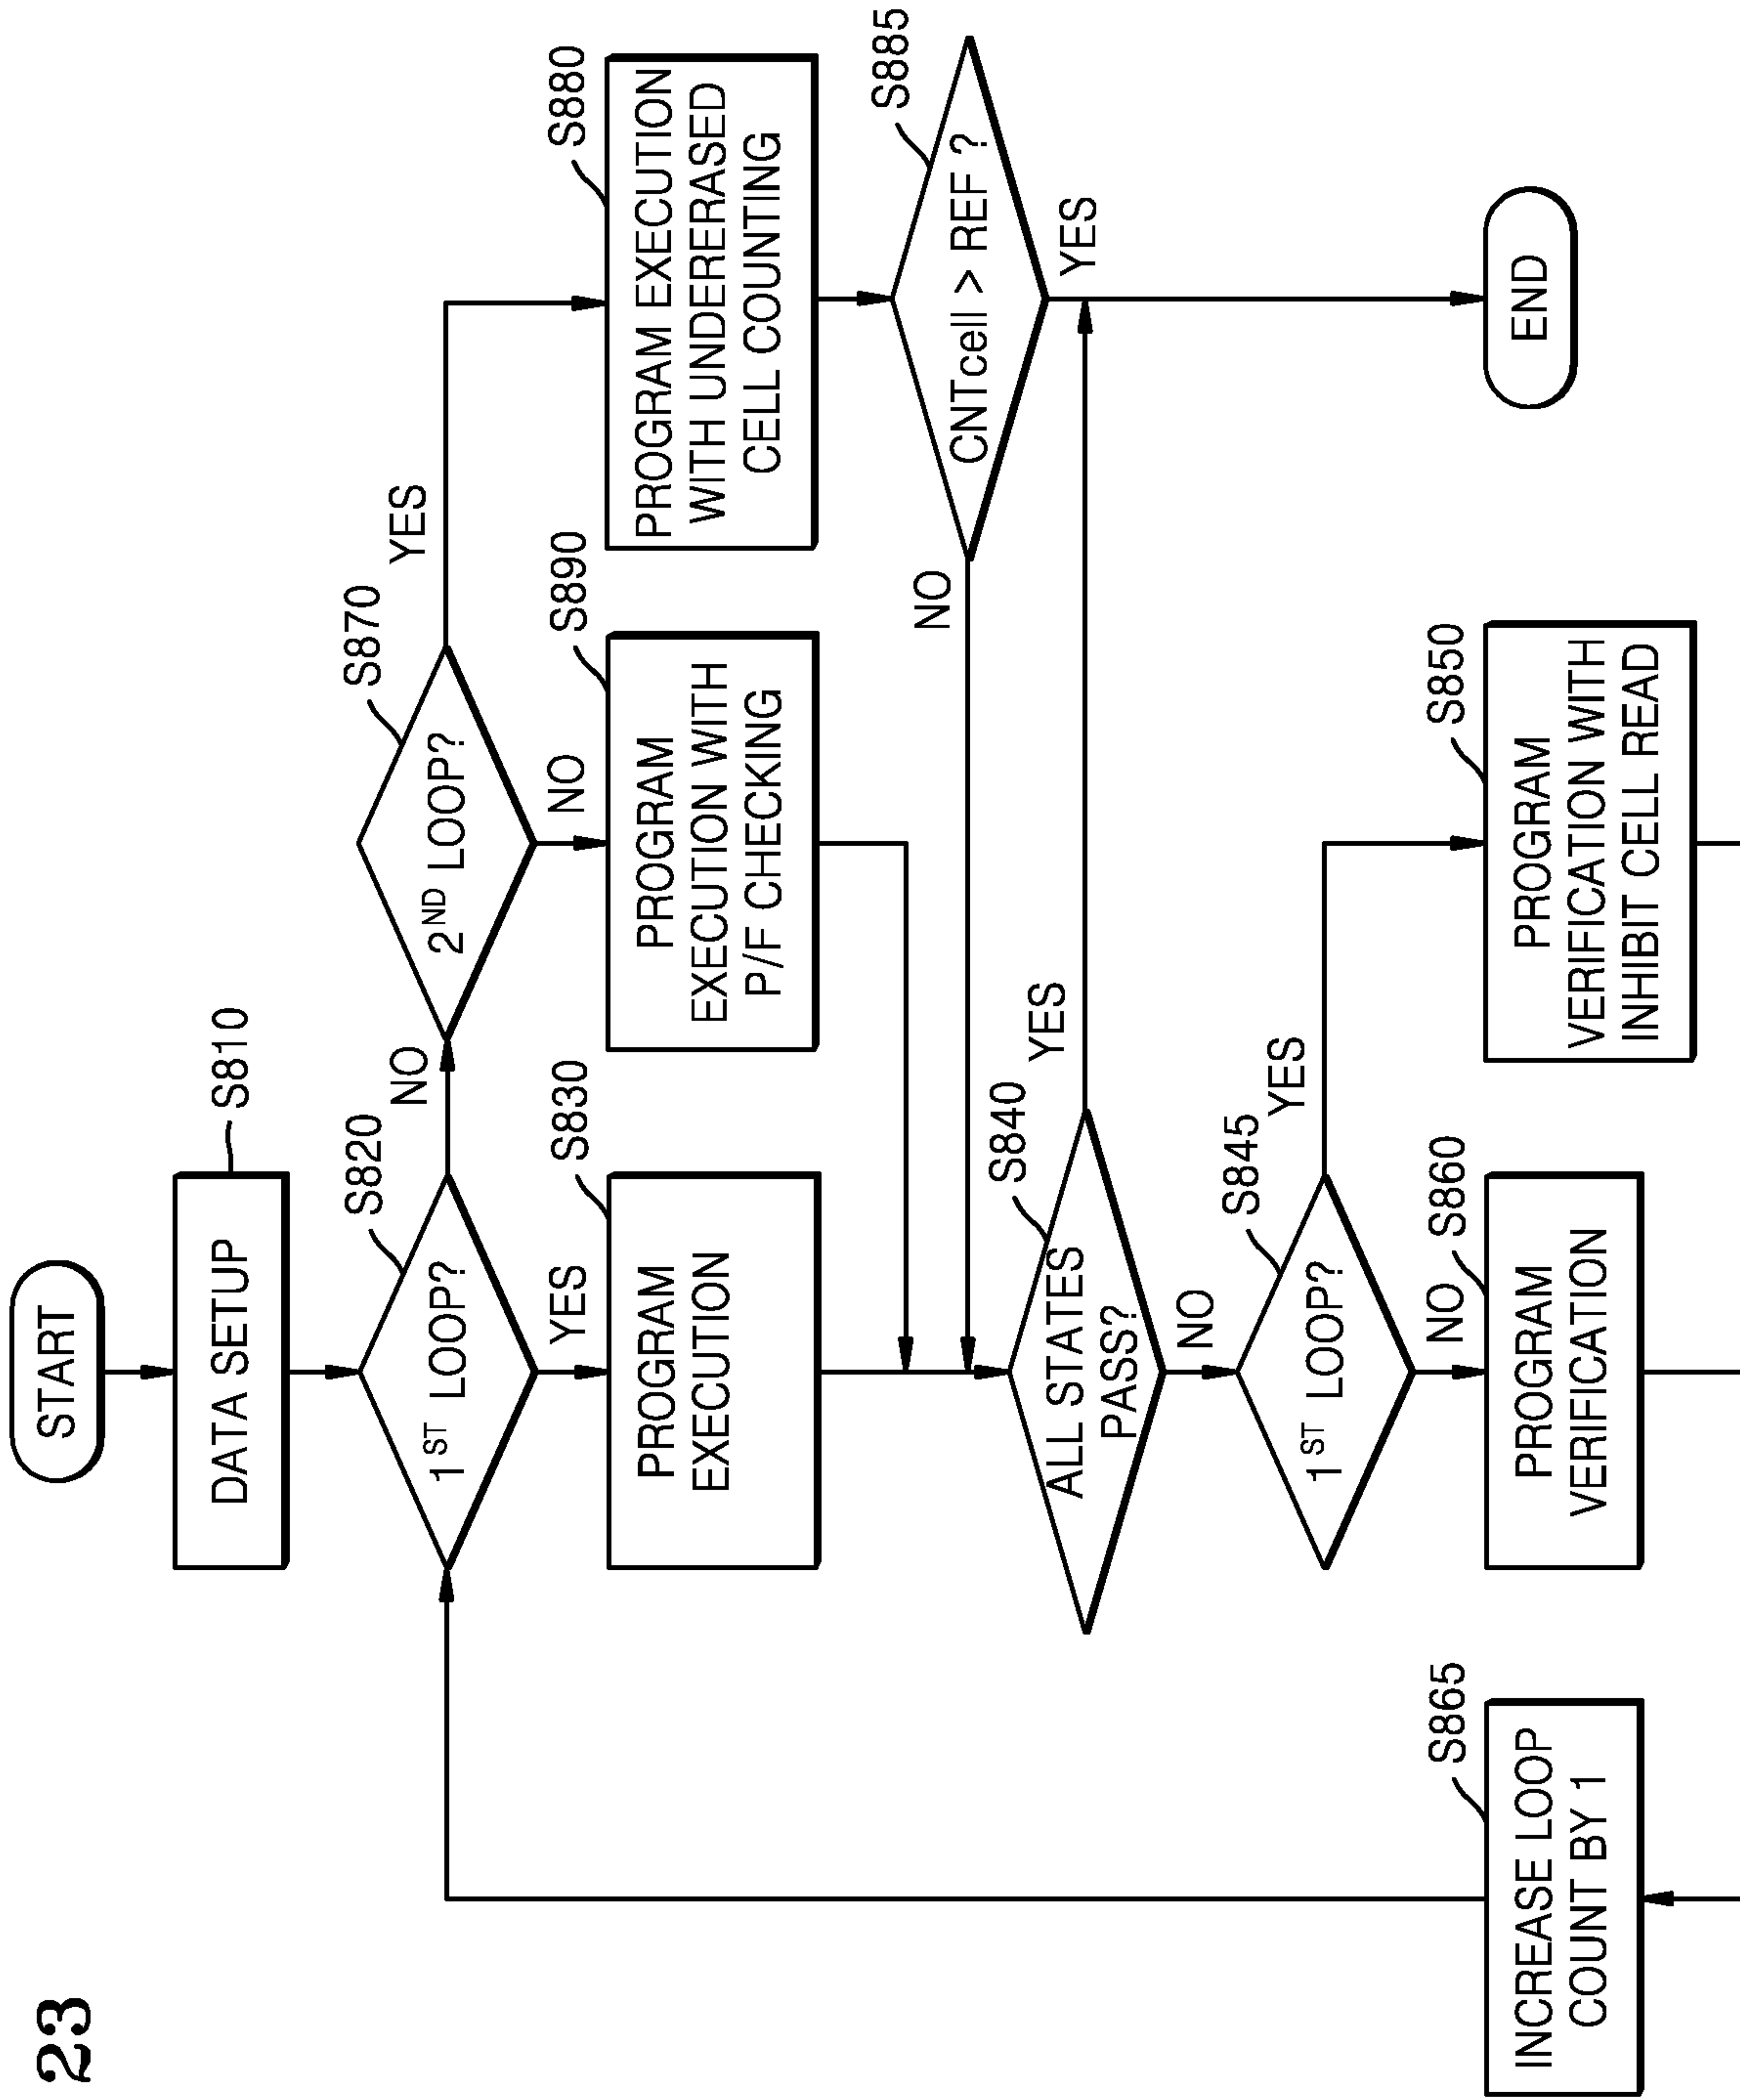 23
START
DATA SETUP
S810
S820
1ST LOOP?
NO
YES
S870
2ND LOOP?
YES
NO
S830
PROGRAM
EXECUTION
S890
PROGRAM
EXECUTION WITH
P/F CHECKING
S880
PROGRAM EXECUTION
WITH UNDERERASED
CELL COUNTING
S885
CNTcell > REF ?
NO
YES
S840
ALL STATES
PASS?
YES
NO
S845
1ST LOOP?
YES
NO
S865
INCREASE LOOP
COUNT BY 1
S860
PROGRAM
VERIFICATION
S850
PROGRAM
VERIFICATION WITH
INHIBIT CELL READ
END